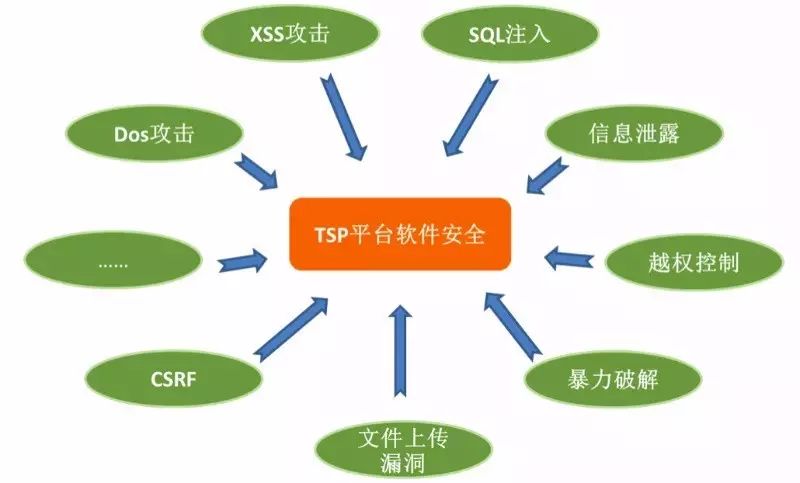 XSS攻击
SQL注入
Dos攻击
信息泄露
TSP平台软件安全
......
越权控制
CSRF
暴力破解
文件上传
漏洞